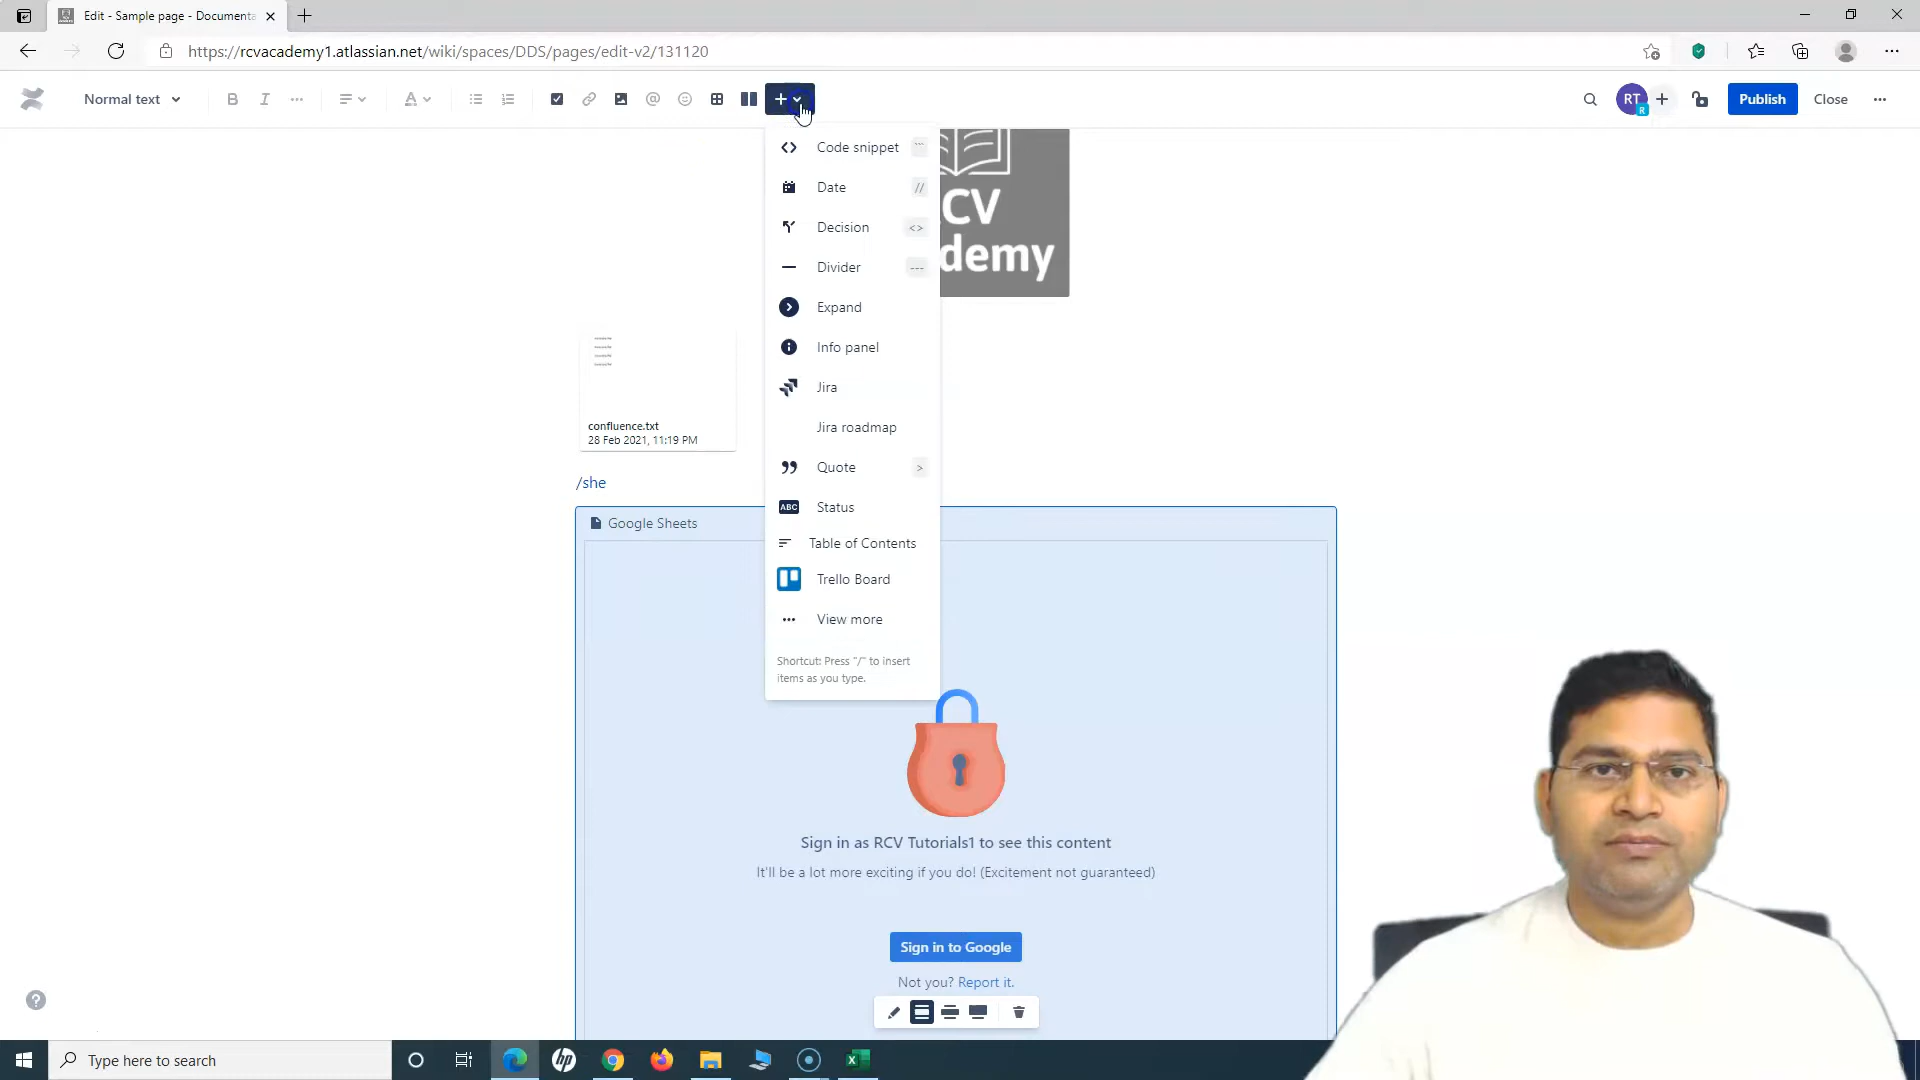 Edit - Sample page - Documenta
https://rcvacademy1.atlassian.net/wiki/spaces/DDS/pages/edit-v2/131120
Normal text
B
I
A
RT
R
Publish
Close
Code snippet ```
Date //
Decision <>
Divider ---
Expand
Info panel
Jira
Jira roadmap
Quote >
ABC Status
Table of Contents
Trello Board
View more
Shortcut: Press "/" to insert
items as you type.
CV
demy
confluence.txt
28 Feb 2021, 11:19 PM
/she
Google Sheets
Sign in as RCV Tutorials1 to see this content
It'll be a lot more exciting if you do! (Excitement not guaranteed)
Sign in to Google
Not you? Report it.
Type here to search
hp